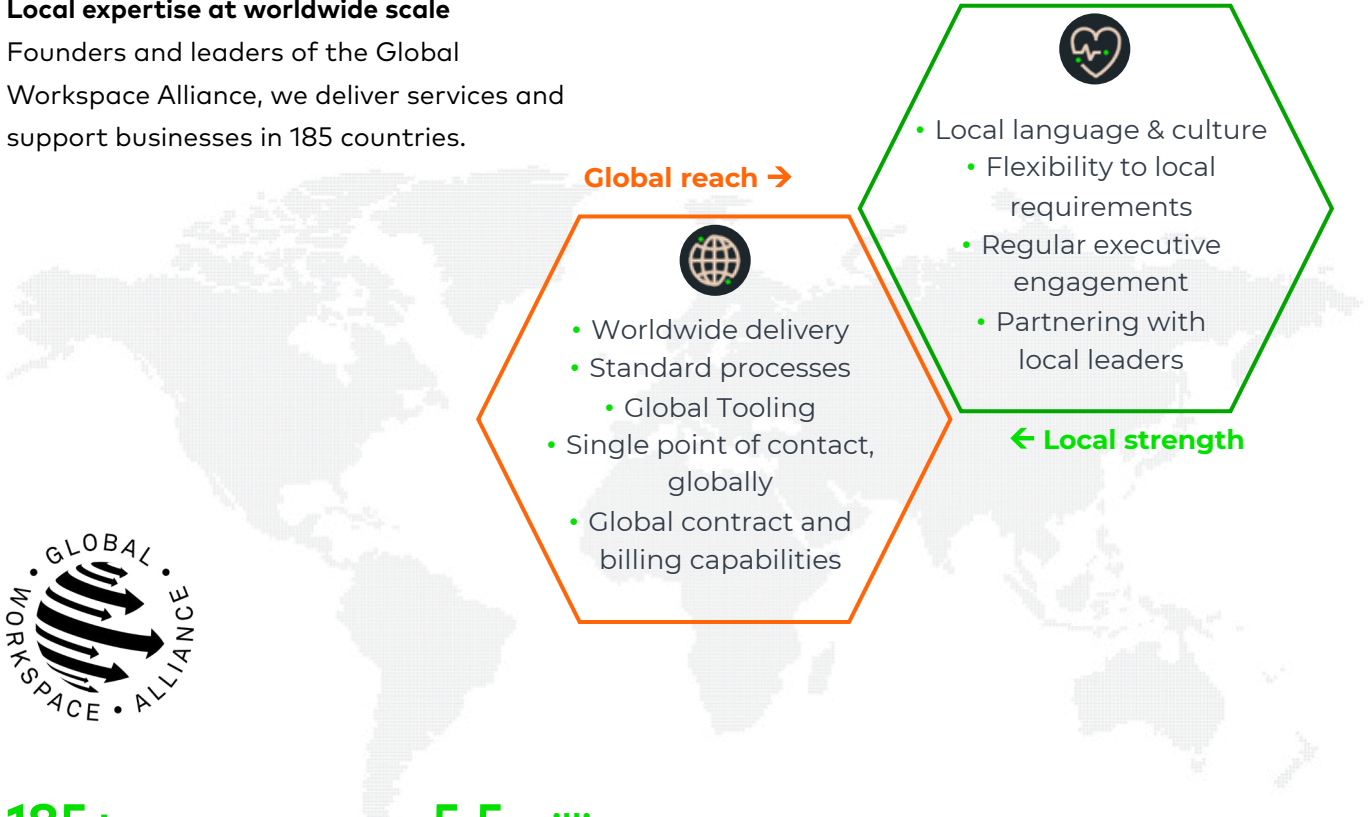 Local expertise at worldwide scale
Founders and leaders of the Global
Workspace Alliance, we deliver services and
support businesses in 185 countries.
Global reach →
• Worldwide delivery
• Standard processes
• Global Tooling
• Single point of contact,
globally
• Global contract and
billing capabilities
• Local language & culture
• Flexibility to local
requirements
• Regular executive
engagement
• Partnering with
local leaders
← Local strength
GLOBAL • WORKSPACE • ALLIANCE •